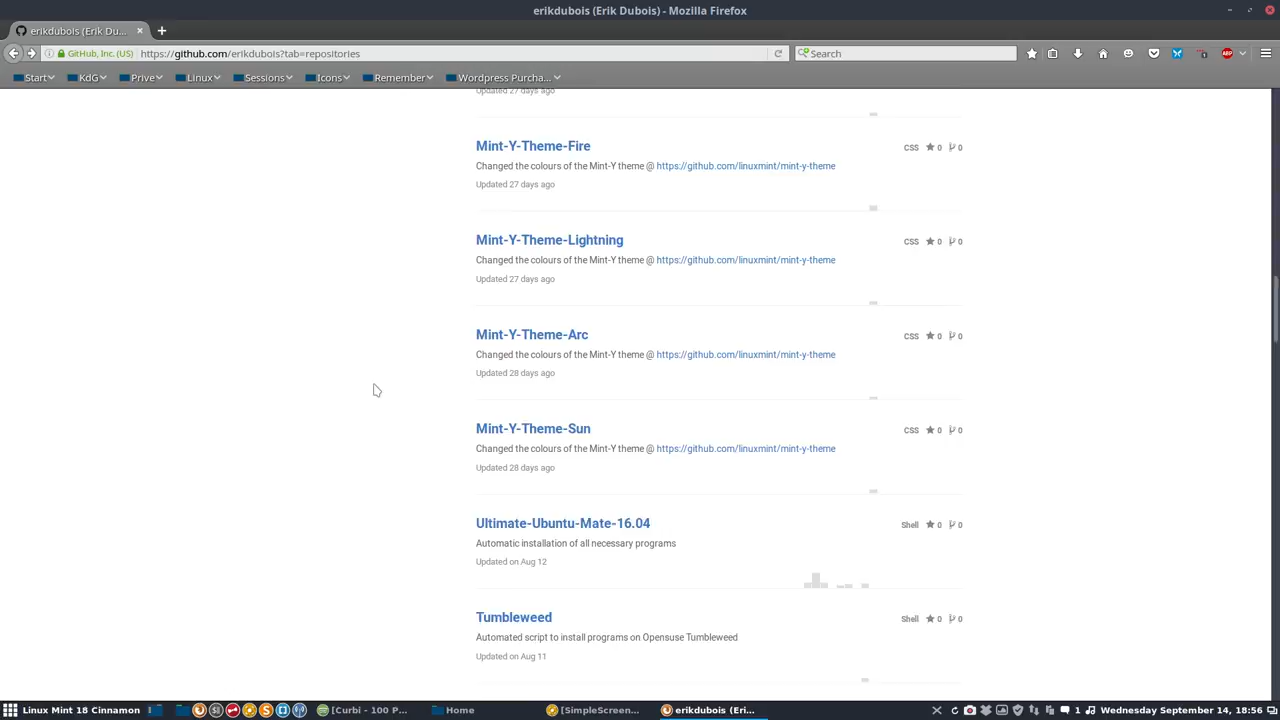 erikdubois (Erik Dubois) - Mozilla Firefox
erikdubois (Erik Du...
GitHub, Inc. (US)
https://github.com/erikdubois?tab=repositories
Search
Start
KdG
Prive
Linux
Sessions
Icons
Remember
Wordpress Purcha...
Updated 27 days ago
Mint-Y-Theme-Fire
CSS 0 0
Changed the colours of the Mint-Y theme @ https://github.com/linuxmint/mint-y-theme
Updated 27 days ago
Mint-Y-Theme-Lightning
CSS 0 0
Changed the colours of the Mint-Y theme @ https://github.com/linuxmint/mint-y-theme
Updated 27 days ago
Mint-Y-Theme-Arc
CSS 0 0
Changed the colours of the Mint-Y theme @ https://github.com/linuxmint/mint-y-theme
Updated 28 days ago
Mint-Y-Theme-Sun
CSS 0 0
Changed the colours of the Mint-Y theme @ https://github.com/linuxmint/mint-y-theme
Updated 28 days ago
Ultimate-Ubuntu-Mate-16.04
Shell 0 0
Automatic installation of all necessary programs
Updated on Aug 12
Tumbleweed
Shell 0 0
Automated script to install programs on Opensuse Tumbleweed
Updated on Aug 11
Linux Mint 18 Cinnamon
[Curbi - 100 P...
Home
[SimpleScreen...
erikdubois (Eri...
1
Wednesday September 14, 18:56